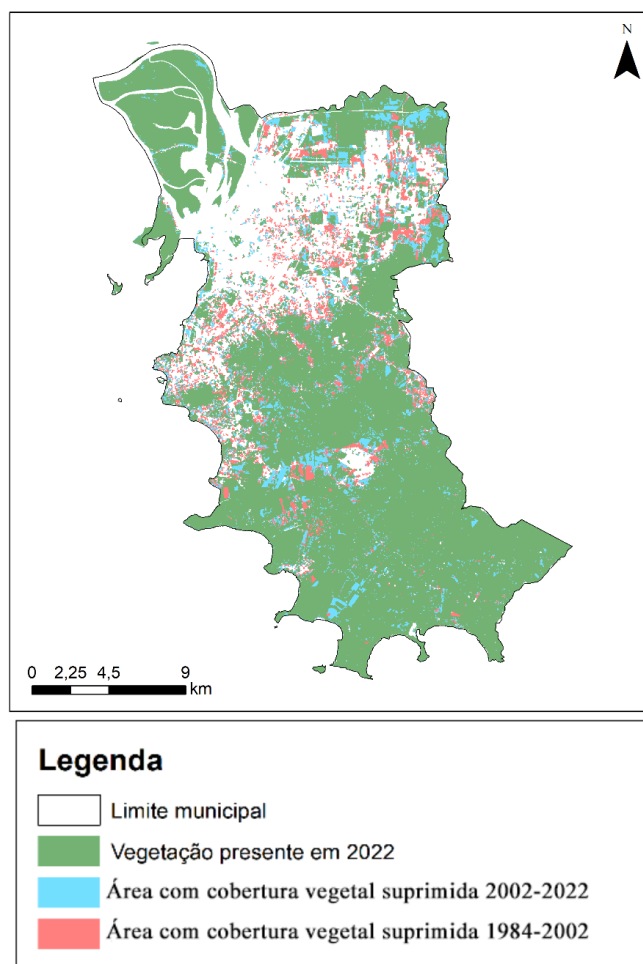 N
0 2,25 4,5 9
km
Legenda
Limite municipal
Vegetação presente em 2022
Área com cobertura vegetal suprimida 2002-2022
Área com cobertura vegetal suprimida 1984-2002